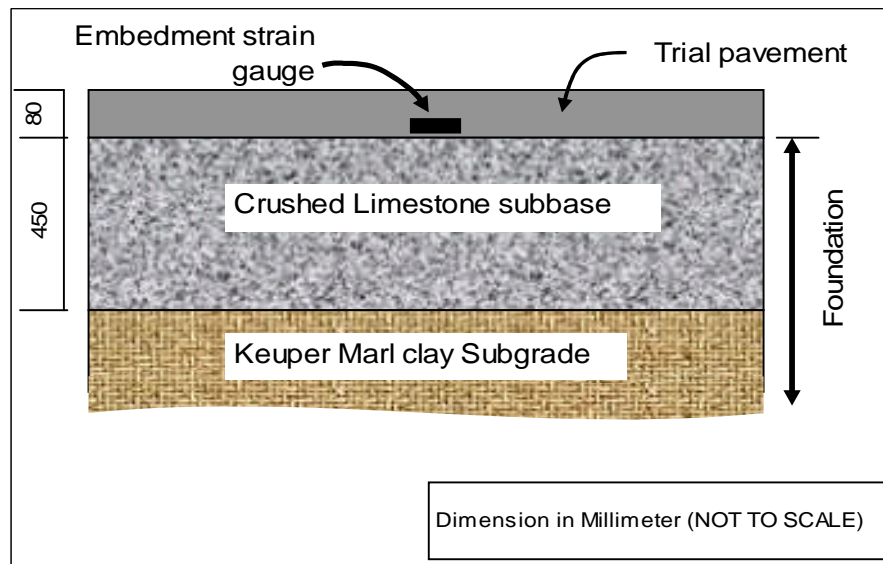 Embedment strain
gauge
Trial pavement
80
450
Crushed Limestone subbase
Foundation
Keuper Marl clay Subgrade
Dimension in Millimeter (NOT TO SCALE)